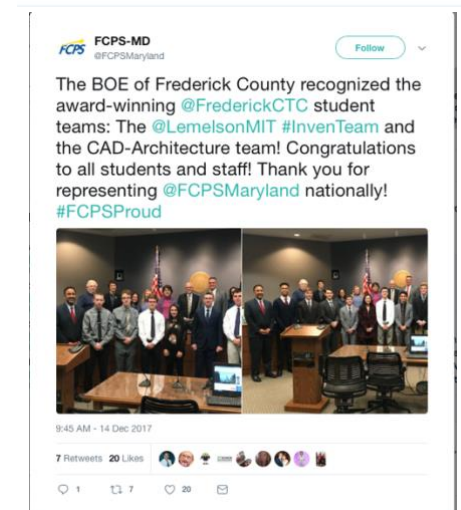 FCPS
FCPS-MD
@FCPSMaryland
Follow
The BOE of Frederick County recognized the
award-winning @FrederickCTC student
teams: The @LemelsonMIT #InvenTeam and
the CAD-Architecture team! Congratulations
to all students and staff! Thank you for
representing @FCPSMaryland nationally!
#FCPSProud
9:45 AM - 14 Dec 2017
7 Retweets 20 Likes
1 7 20